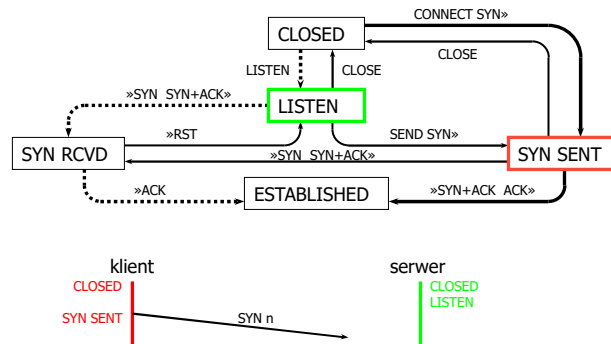 CONNECT SYN»
CLOSED
CLOSE
LISTEN
CLOSE
»SYN SYN+ACK»
LISTEN
»RST
SEND SYN»
SYN RCVD
»SYN SYN+ACK»
SYN SENT
»ACK
ESTABLISHED
»SYN+ACK ACK»
klient
serwer
CLOSED
CLOSED
LISTEN
SYN SENT
SYN n